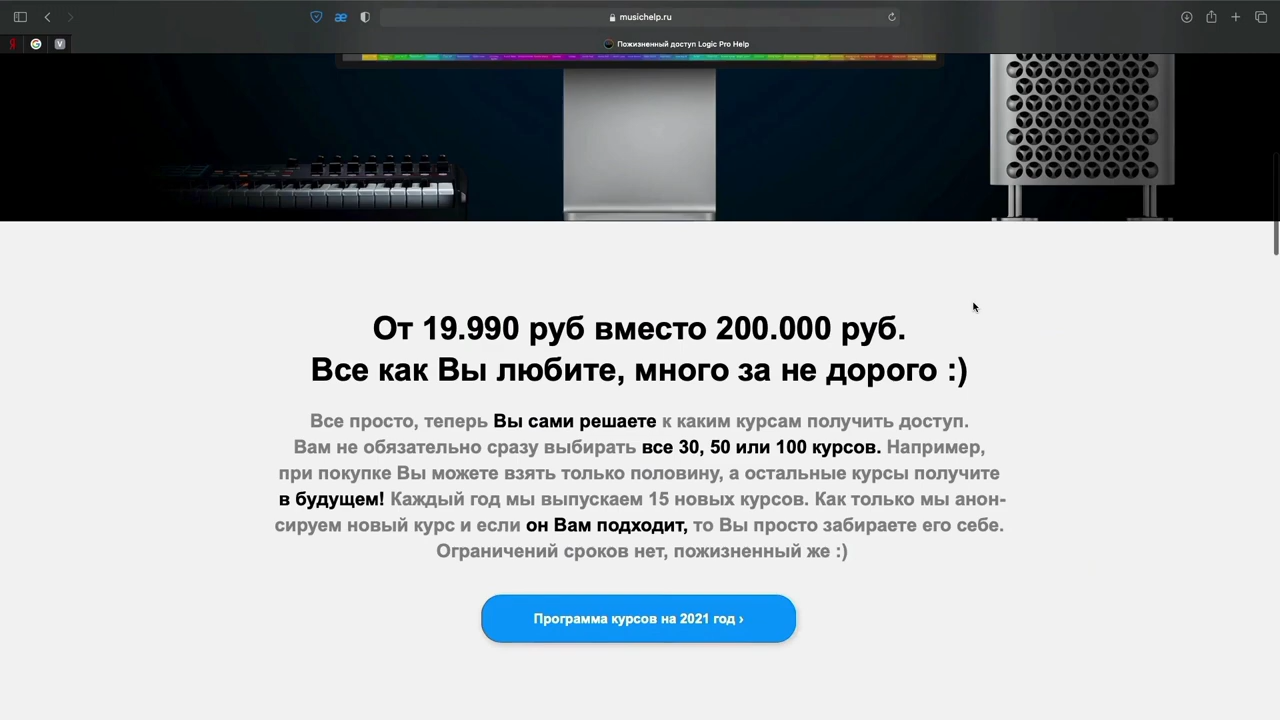 musichelp.ru
Я
G
V
Пожизненный доступ Logic Pro Help
От 19.990 руб вместо 200.000 руб.
Все как Вы любите, много за не дорого :)
Все просто, теперь Вы сами решаете к каким курсам получить доступ.
Вам не обязательно сразу выбирать все 30, 50 или 100 курсов. Например,
при покупке Вы можете взять только половину, а остальные курсы получите
в будущем! Каждый год мы выпускаем 15 новых курсов. Как только мы анон-
сируем новый курс и если он Вам подходит, то Вы просто забираете его себе.
Ограничений сроков нет, пожизненный же :)
Программа курсов на 2021 год ›